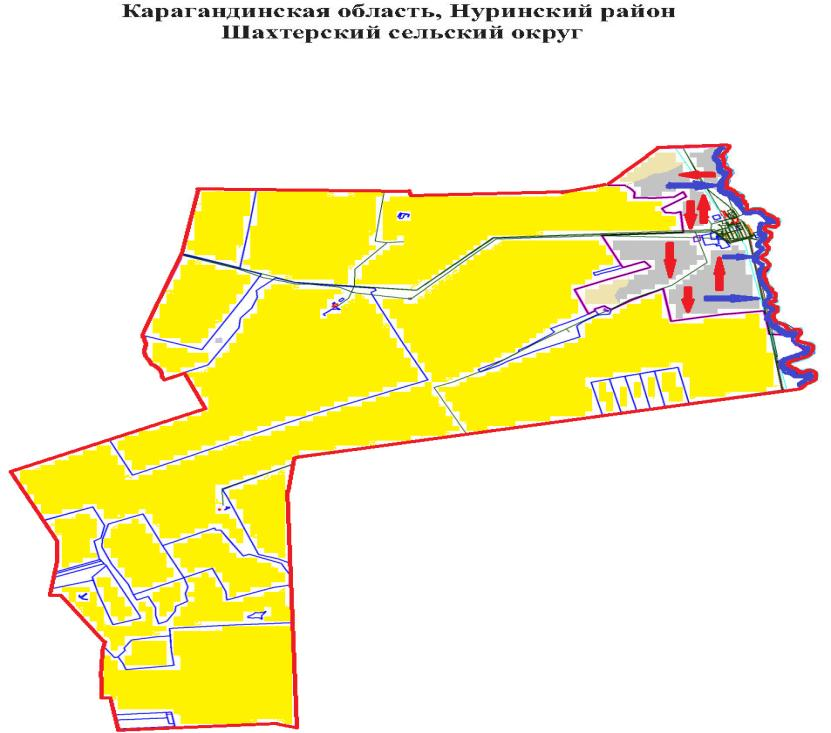 Карагандинская область, Нуринский район
Шахтерский сельский округ